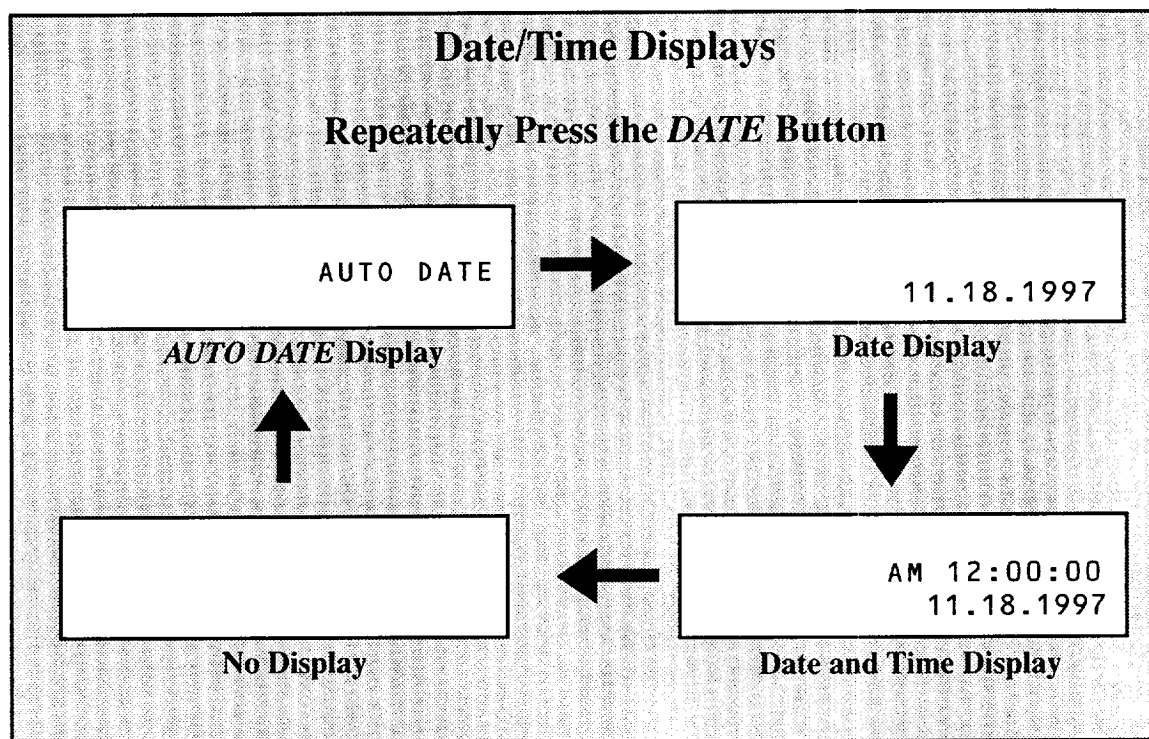 Date/Time Displays
Repeatedly Press the DATE Button
AUTO DATE
AUTO DATE Display
11.18.1997
Date Display
AM 12:00:00
11.18.1997
Date and Time Display
No Display